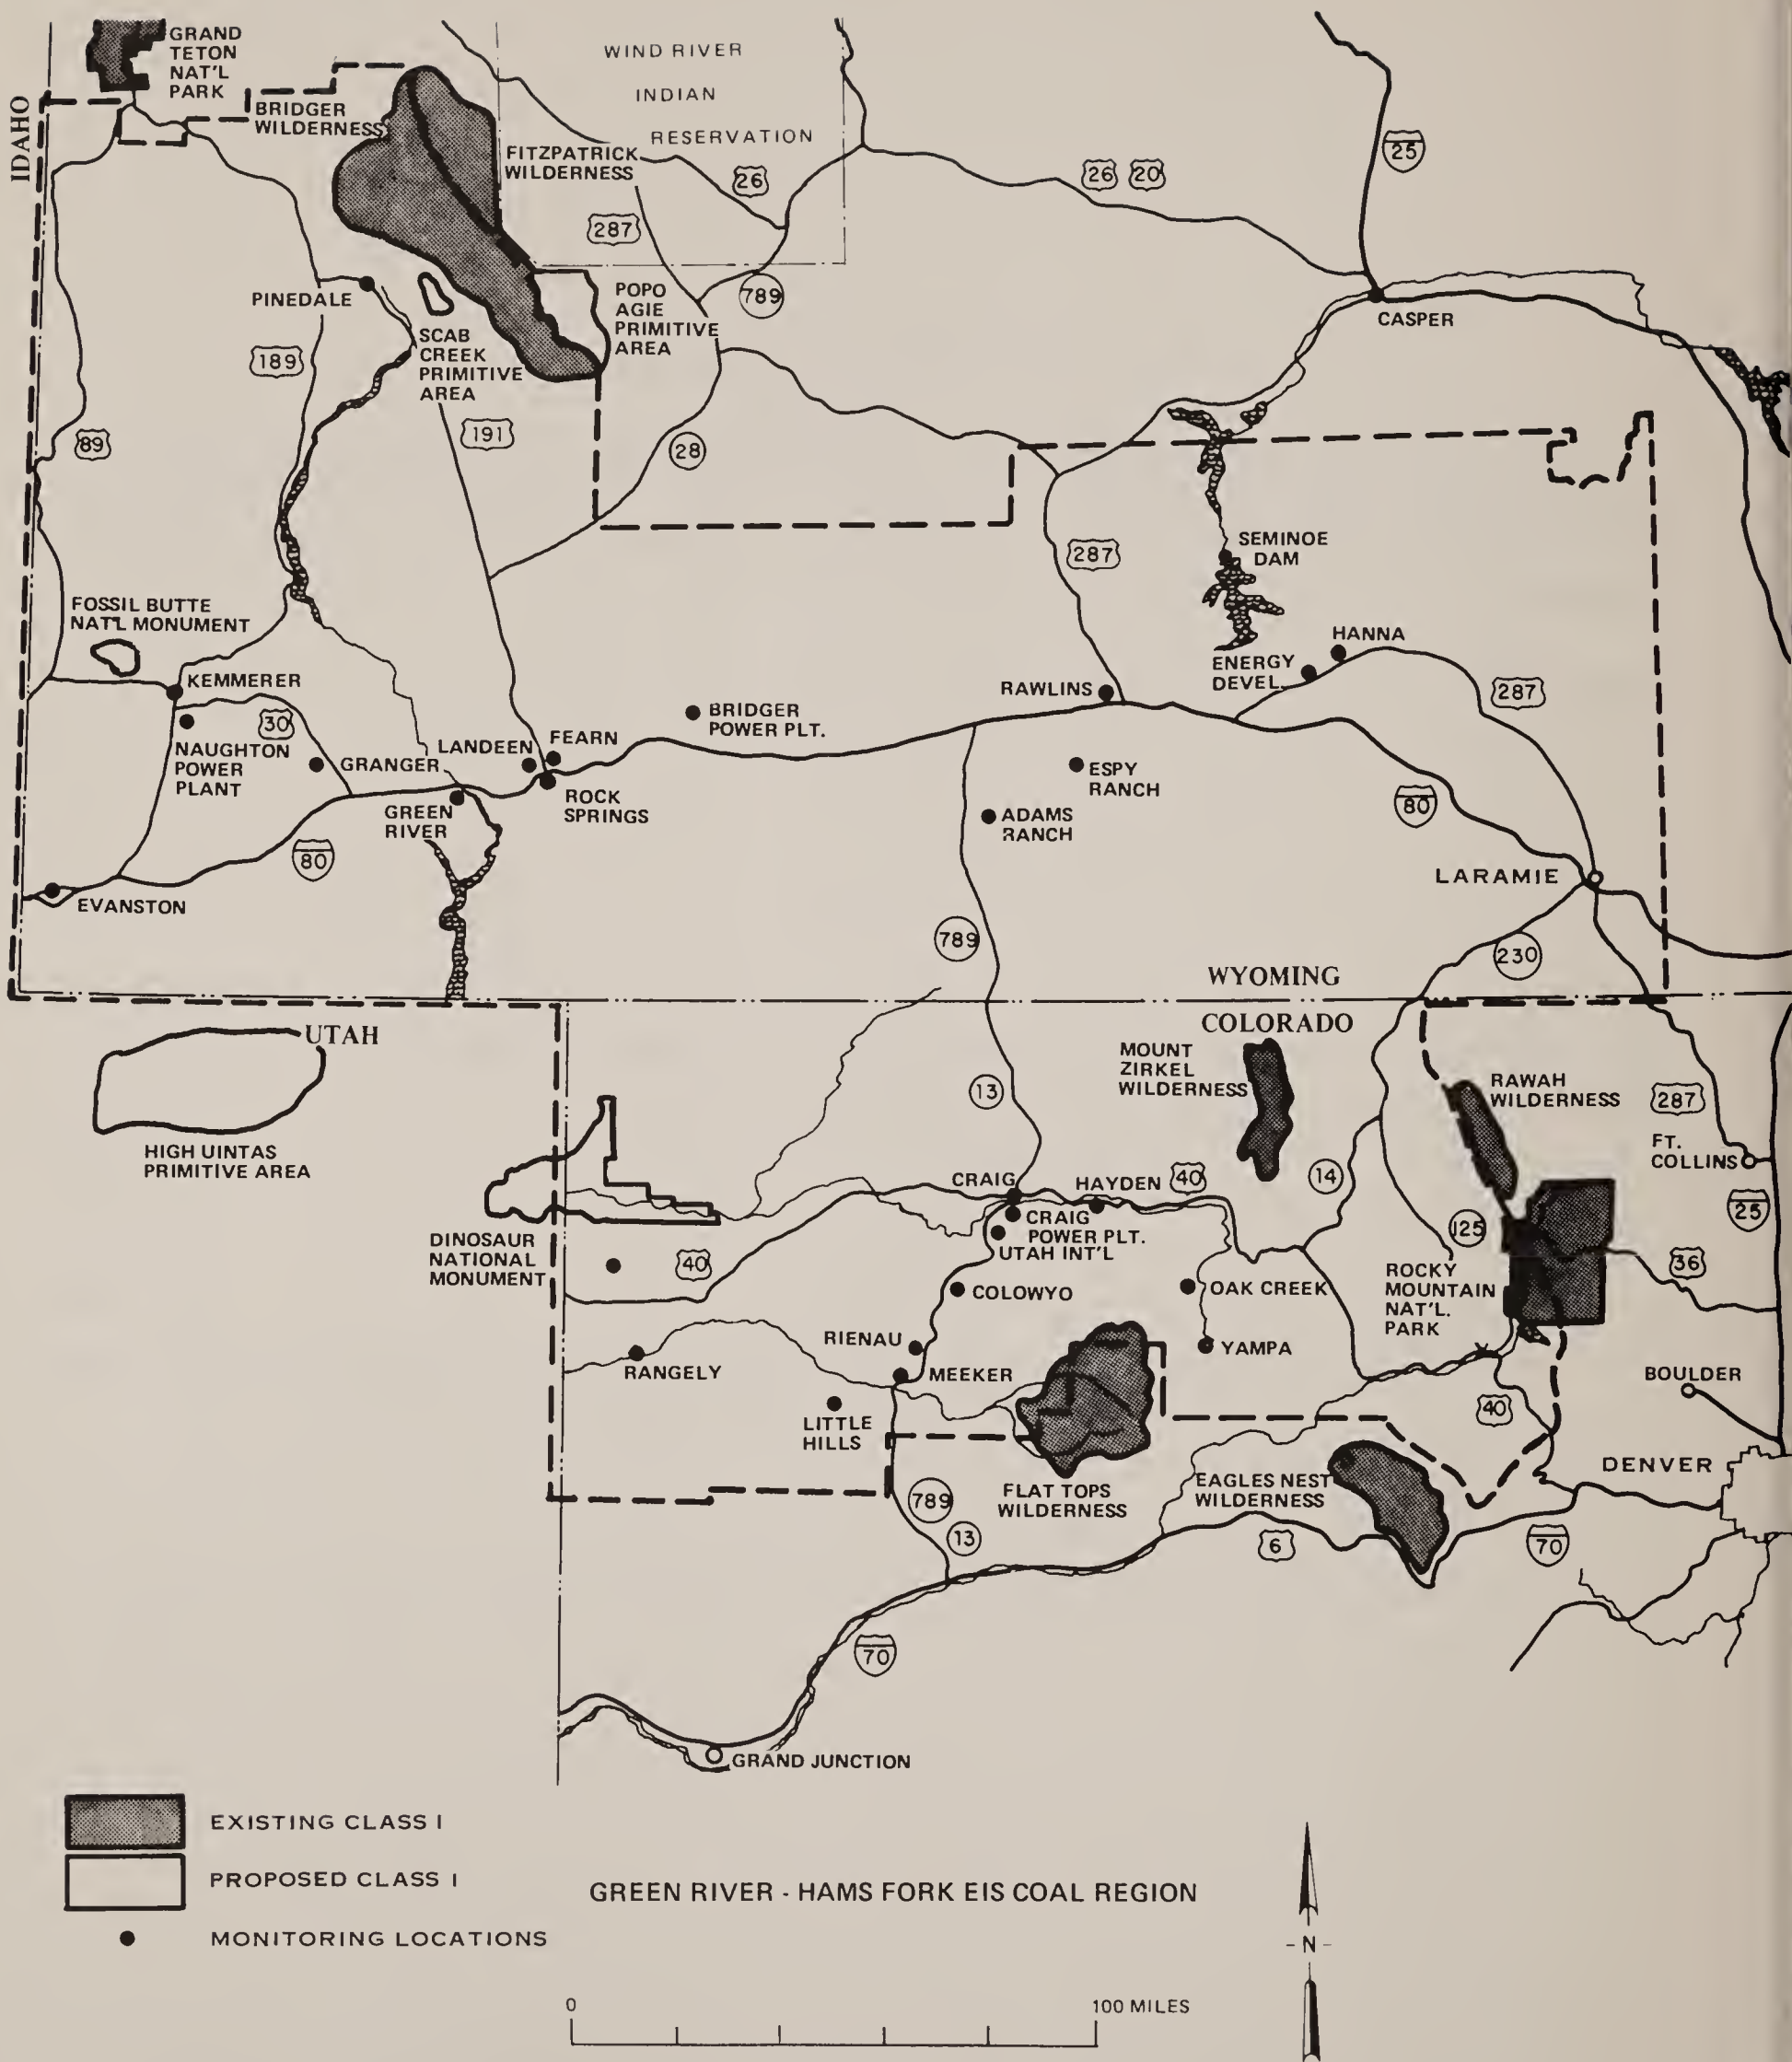 GRAND
TETON
NAT'L
PARK
WIND RIVER
INDIAN
RESERVATION
IDAHO
BRIDGER
WILDERNESS
FITZPATRICK
WILDERNESS
26
26
20
25
287
789
PINEDALE
POPO
AGIE
PRIMITIVE
AREA
SCAB
CREEK
PRIMITIVE
AREA
CASPER
189
191
28
89
287
SEMINOE
DAM
FOSSIL BUTTE
NAT'L MONUMENT
HANNA
ENERGY
DEVEL.
KEMMERER
RAWLINS
287
30
BRIDGER
POWER PLT.
NAUGHTON
POWER
PLANT
GRANGER
LANDEEN
FEARN
ROCK
SPRINGS
GREEN
RIVER
ESPY
RANCH
ADAMS
RANCH
80
80
LARAMIE
EVANSTON
789
230
WYOMING
COLORADO
UTAH
MOUNT
ZIRKEL
WILDERNESS
13
RAWAH
WILDERNESS
287
FT.
COLLINS
HIGH UINTAS
PRIMITIVE AREA
CRAIG
HAYDEN
40
14
CRAIG
POWER PLT.
UTAH INT'L
125
25
DINOSAUR
NATIONAL
MONUMENT
40
36
COLOWYO
OAK CREEK
ROCKY
MOUNTAIN
NAT'L.
PARK
RIENAU
YAMPA
RANGELY
MEEKER
BOULDER
LITTLE
HILLS
40
FLAT TOPS
WILDERNESS
EAGLES NEST
WILDERNESS
DENVER
789
13
6
70
70
GRAND JUNCTION
EXISTING CLASS I
PROPOSED CLASS I
MONITORING LOCATIONS
GREEN RIVER - HAMS FORK EIS COAL REGION
- N -
0
100 MILES